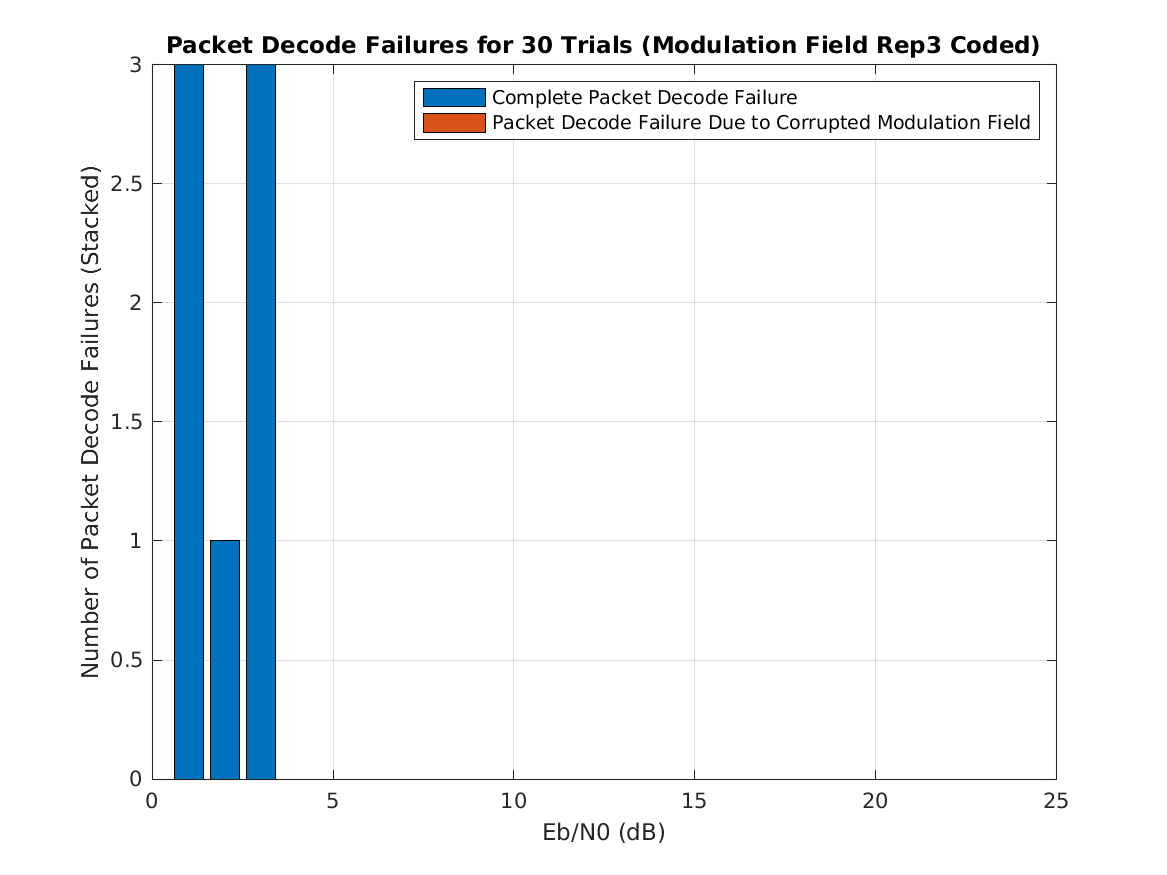 Packet Decode Failures for 30 Trials (Modulation Field Rep3 Coded)
Complete Packet Decode Failure
Packet Decode Failure Due to Corrupted Modulation Field
Number of Packet Decode Failures (Stacked)
3
2.5
2
1.5
1
0.5
0
0 5 10 15 20 25
Eb/N0 (dB)